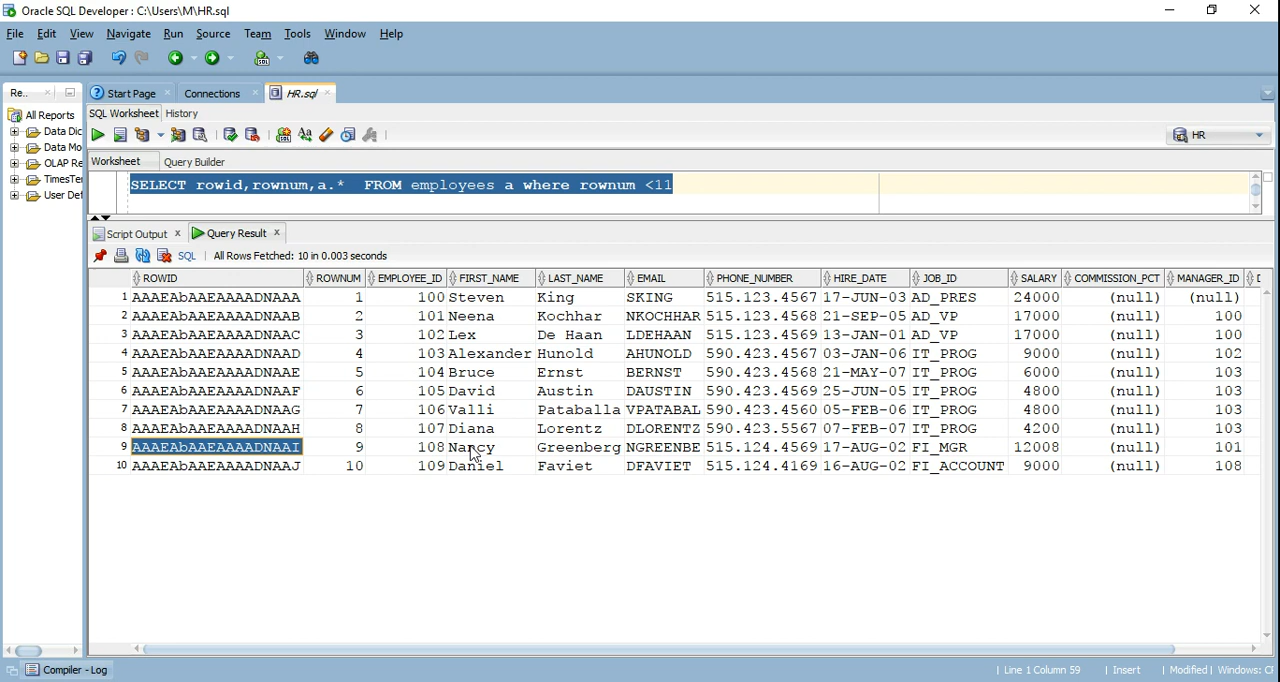 Oracle SQL Developer : C:\Users\M\HR.sql
File Edit View Navigate Run Source Team Tools Window Help
Re.. Start Page Connections HR.sql
All Reports
Data Dic
Data Mo
OLAP Re
TimesTe
User Def
SQL Worksheet History
HR
Worksheet Query Builder
SELECT rowid,rownum,a.* FROM employees a where rownum <11
Script Output Query Result
SQL All Rows Fetched: 10 in 0.003 seconds
ROWID ROWNUM EMPLOYEE_ID FIRST_NAME LAST_NAME EMAIL PHONE_NUMBER HIRE_DATE JOB_ID SALARY COMMISSION_PCT MANAGER_ID
1 AAAEAbAAEAAAADNAAA 1 100 Steven King SKING 515.123.4567 17-JUN-03 AD_PRES 24000 (null) (null)
2 AAAEAbAAEAAAADNAAB 2 101 Neena Kochhar NKOCHHAR 515.123.4568 21-SEP-05 AD_VP 17000 (null) 100
3 AAAEAbAAEAAAADNAAC 3 102 Lex De Haan LDEHAAN 515.123.4569 13-JAN-01 AD_VP 17000 (null) 100
4 AAAEAbAAEAAAADNAAD 4 103 Alexander Hunold AHUNOLD 590.423.4567 03-JAN-06 IT_PROG 9000 (null) 102
5 AAAEAbAAEAAAADNAAE 5 104 Bruce Ernst BERNST 590.423.4568 21-MAY-07 IT_PROG 6000 (null) 103
6 AAAEAbAAEAAAADNAAF 6 105 David Austin DAUSTIN 590.423.4569 25-JUN-05 IT_PROG 4800 (null) 103
7 AAAEAbAAEAAAADNAAG 7 106 Valli Pataballa VPATABAL 590.423.4560 05-FEB-06 IT_PROG 4800 (null) 103
8 AAAEAbAAEAAAADNAAH 8 107 Diana Lorentz DLORENTZ 590.423.5567 07-FEB-07 IT_PROG 4200 (null) 103
9 AAAEAbAAEAAAADNAAI 9 108 Nancy Greenberg NGREENBE 515.124.4569 17-AUG-02 FI_MGR 12008 (null) 101
10 AAAEAbAAEAAAADNAAJ 10 109 Daniel Faviet DFAVIET 515.124.4169 16-AUG-02 FI_ACCOUNT 9000 (null) 108
Compiler - Log
Line 1 Column 59 Insert Modified Windows: CF